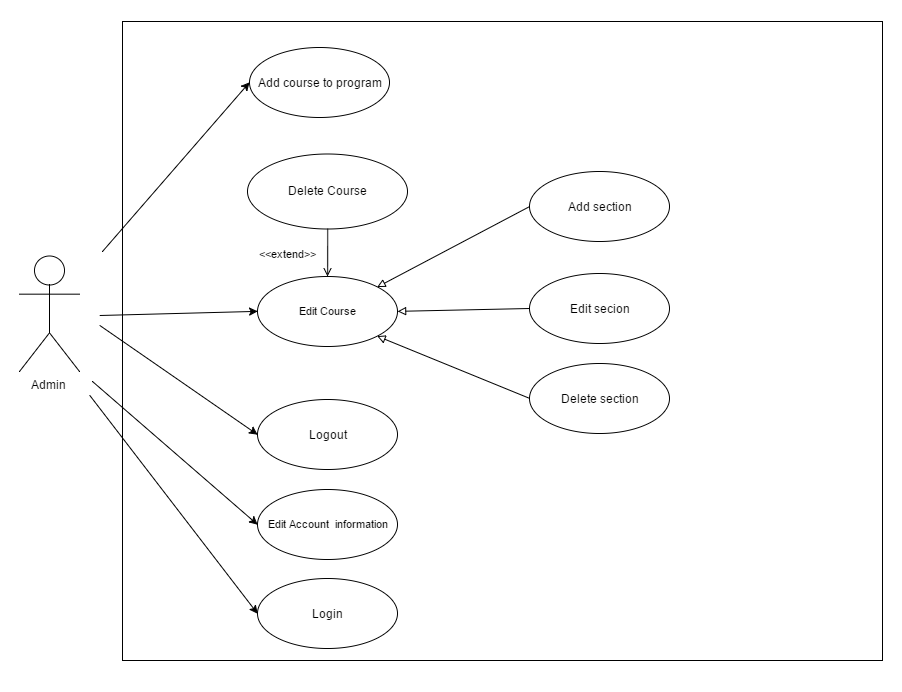 Add course to program
Delete Course
Add section
<<extend>>
Edit Course
Edit secion
Admin
Delete section
Logout
Edit Account  information
Login